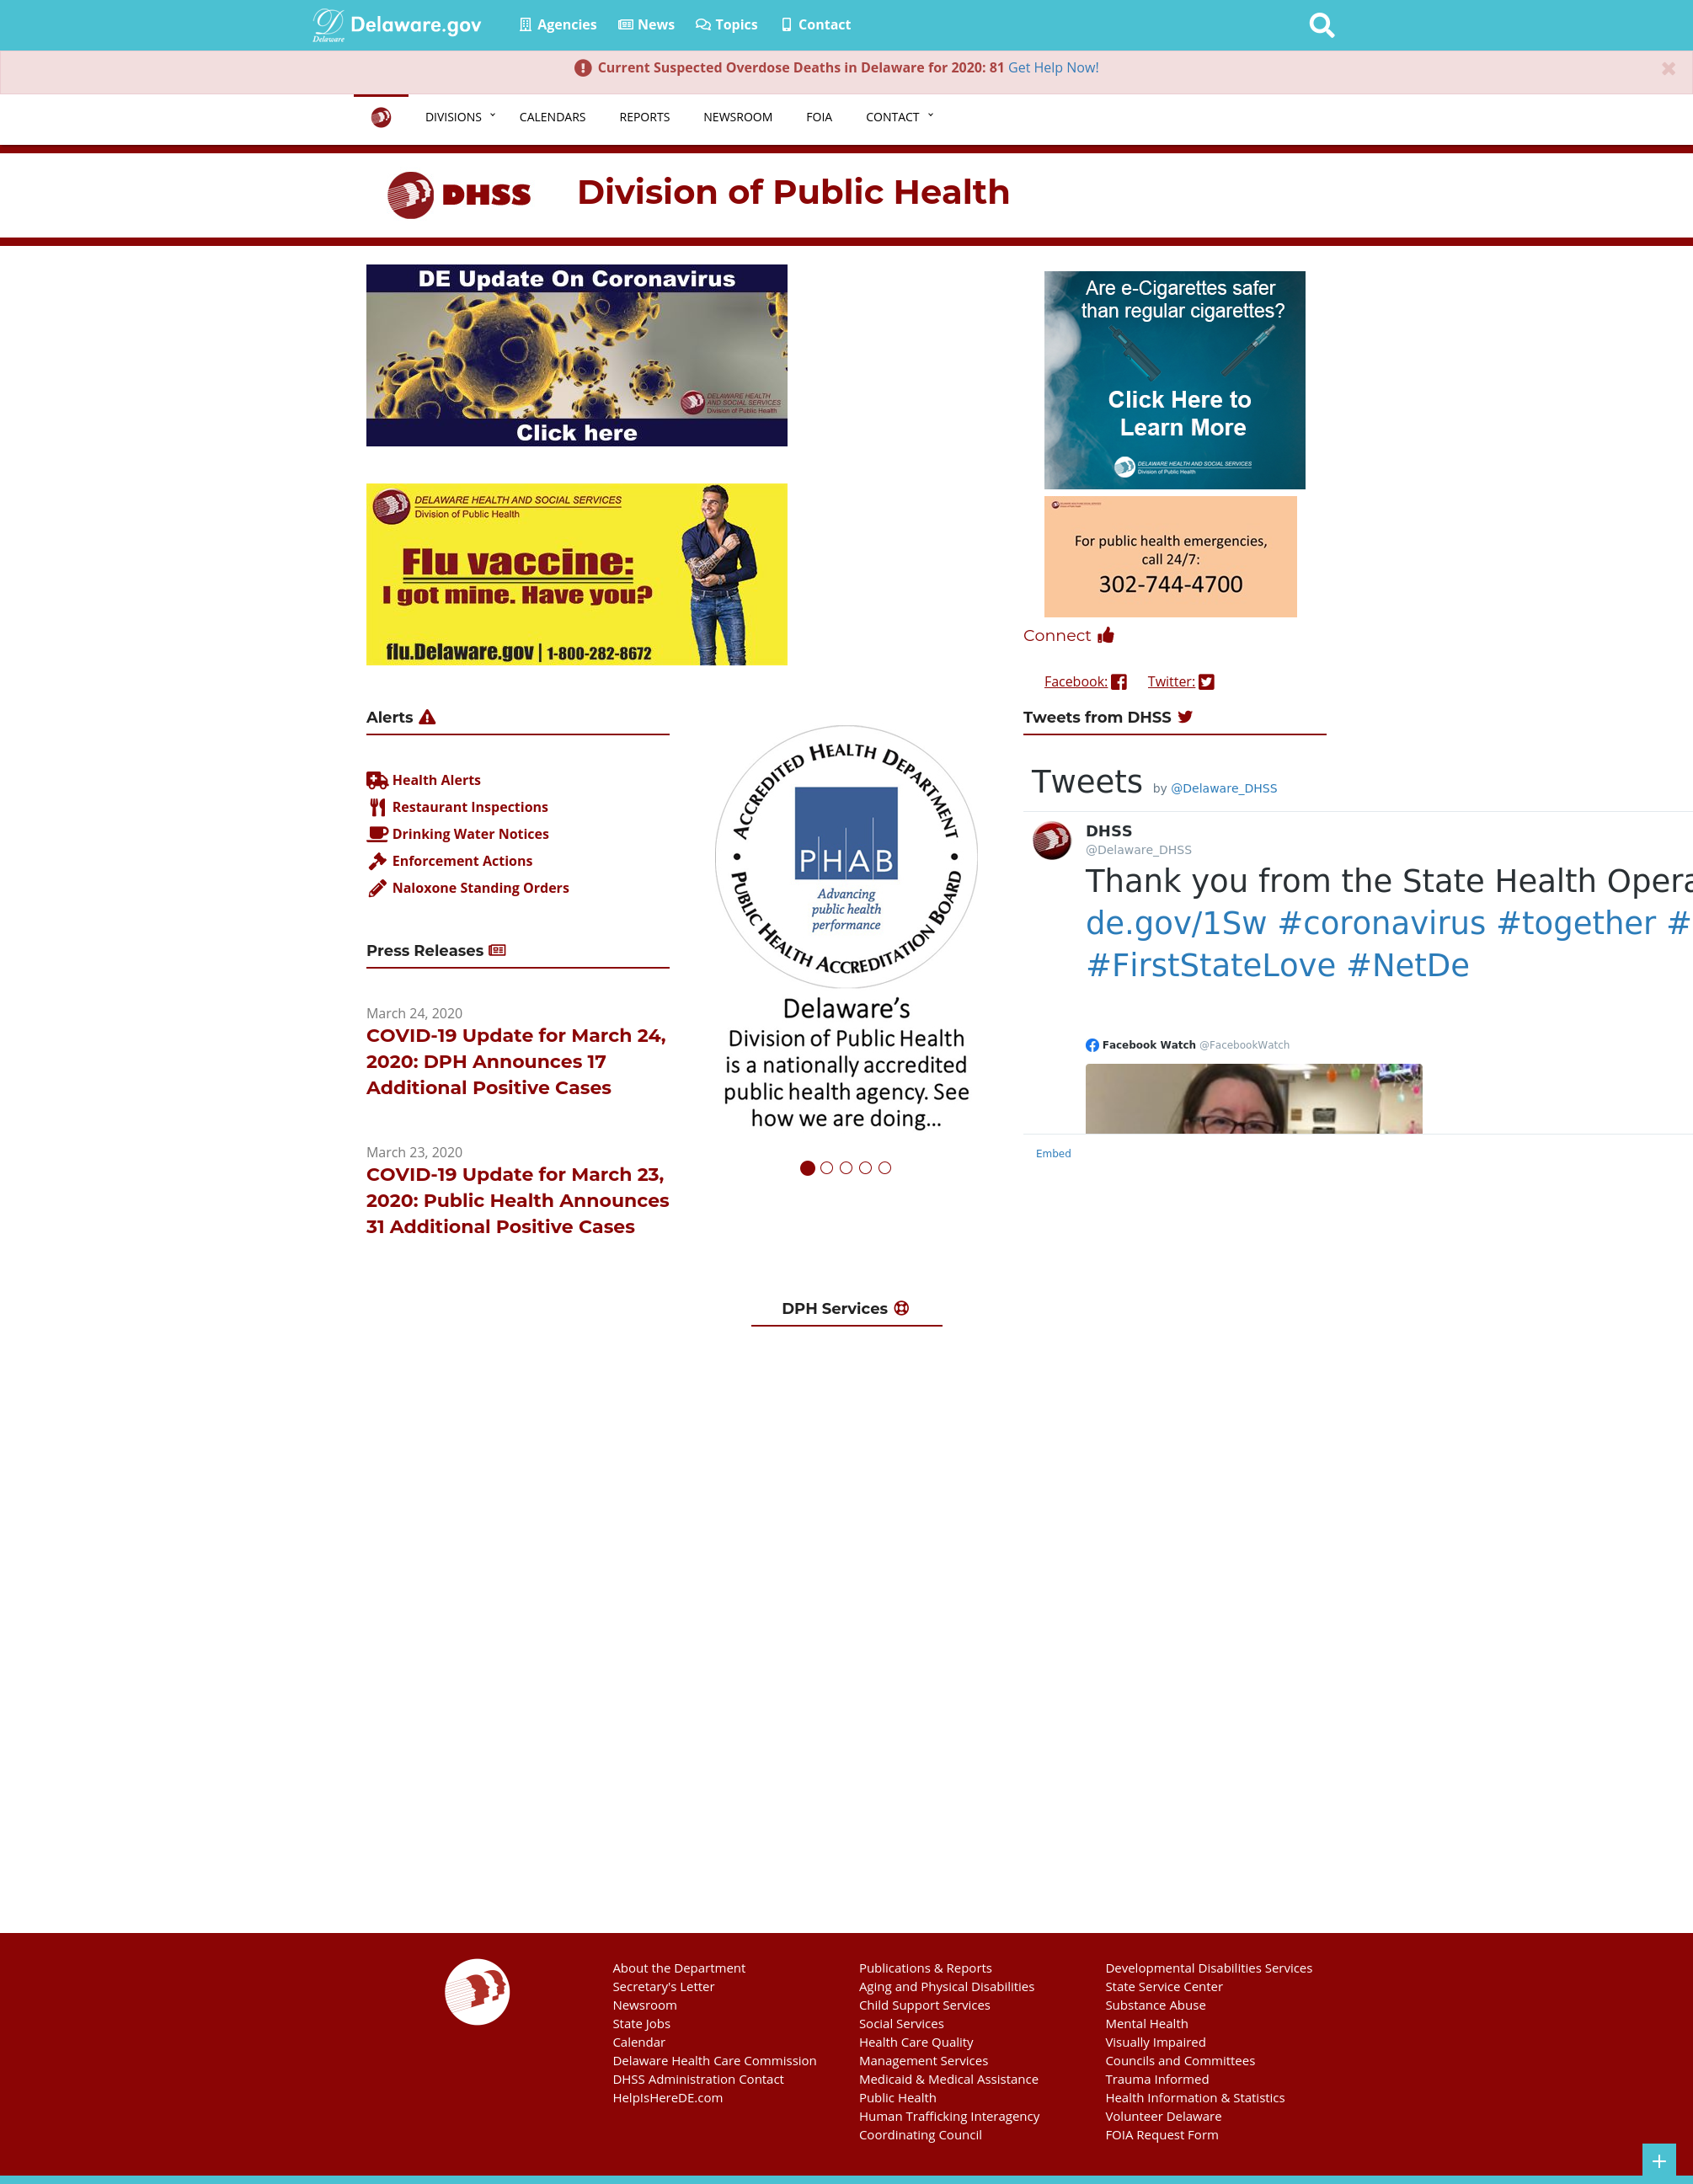 Delaware
Delaware.gov
Agencies
News
Topics
Contact
Current Suspected Overdose Deaths in Delaware for 2020: 81 Get Help Now!
DIVISIONS
CALENDARS
REPORTS
NEWSROOM
FOIA
CONTACT
DHSS
Division of Public Health
DE Update On Coronavirus
DELAWARE HEALTH
AND SOCIAL SERVICES
Division of Public Health
Click here
Are e-Cigarettes safer
than regular cigarettes?
Click Here to
Learn More
DELAWARE HEALTH AND SOCIAL SERVICES
Division of Public Health
DELAWARE HEALTH AND SOCIAL SERVICES
Division of Public Health
Flu vaccine:
I got mine. Have you?
flu.Delaware.gov | 1-800-282-8672
For public health emergencies,
call 24/7:
302-744-4700
Connect
Facebook:
Twitter:
Alerts
Health Alerts
Restaurant Inspections
Drinking Water Notices
Enforcement Actions
Naloxone Standing Orders
Press Releases
March 24, 2020
COVID-19 Update for March 24,
2020: DPH Announces 17
Additional Positive Cases
March 23, 2020
COVID-19 Update for March 23,
2020: Public Health Announces
31 Additional Positive Cases
ACCREDITED HEALTH DEPARTMENT
PUBLIC HEALTH ACCREDITATION BOARD
PHAB
Advancing
public health
performance
Delaware's
Division of Public Health
is a nationally accredited
public health agency. See
how we are doing...
Tweets from DHSS
Tweets by @Delaware_DHSS
DHSS
@Delaware_DHSS
Thank you from the State Health Opera
de.gov/1Sw #coronavirus #together #
#FirstStateLove #NetDe
Facebook Watch @FacebookWatch
Embed
DPH Services
About the Department
Secretary's Letter
Newsroom
State Jobs
Calendar
Delaware Health Care Commission
DHSS Administration Contact
HelpIsHereDE.com
Publications & Reports
Aging and Physical Disabilities
Child Support Services
Social Services
Health Care Quality
Management Services
Medicaid & Medical Assistance
Public Health
Human Trafficking Interagency
Coordinating Council
Developmental Disabilities Services
State Service Center
Substance Abuse
Mental Health
Visually Impaired
Councils and Committees
Trauma Informed
Health Information & Statistics
Volunteer Delaware
FOIA Request Form